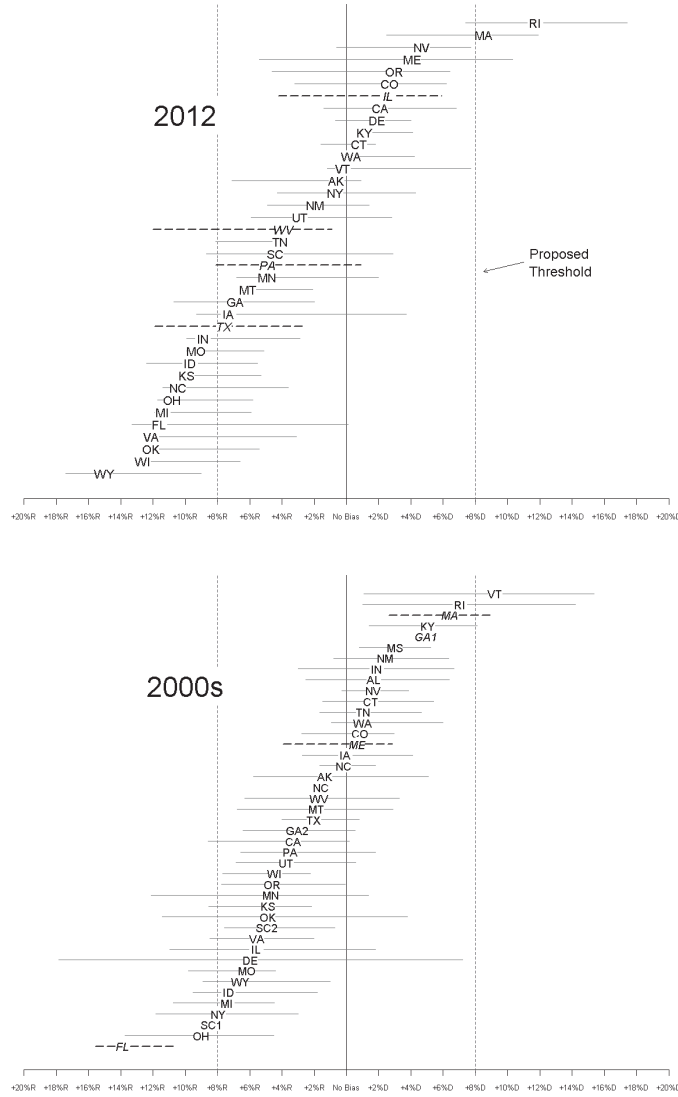 RI
MA
NV
ME
OR
CO
IL
CA
2012
DE
KY
CT
WA
VT
AK
NY
NM
UT
WV
TN
SC
Proposed
Threshold
PA
MN
MT
GA
IA
TX
IN
MO
ID
KS
NC
OH
MI
FL
VA
OK
WI
WY
+20%R +16%R +14%R +12%R +10%R +8%R +6%R +4%R +2%R No Bias +2%D +4%D +6%D +8%D +10%D +12%D +14%D +16%D +18%D +20%D
VT
RI
MA
KY
GA1
MS
NM
IN
AL
2000s
NV
CT
TN
WA
CO
ME
IA
NC
AK
NC
WV
MT
TX
GA2
CA
PA
UT
WI
OR
MN
KS
OK
SC2
VA
IL
DE
MO
WY
ID
MI
NY
SC1
OH
FL
+20%R +16%R +14%R +12%R +10%R +8%R +6%R +4%R +2%R No Bias +2%D +4%D +6%D +8%D +10%D +12%D +14%D +16%D +18%D +20%D